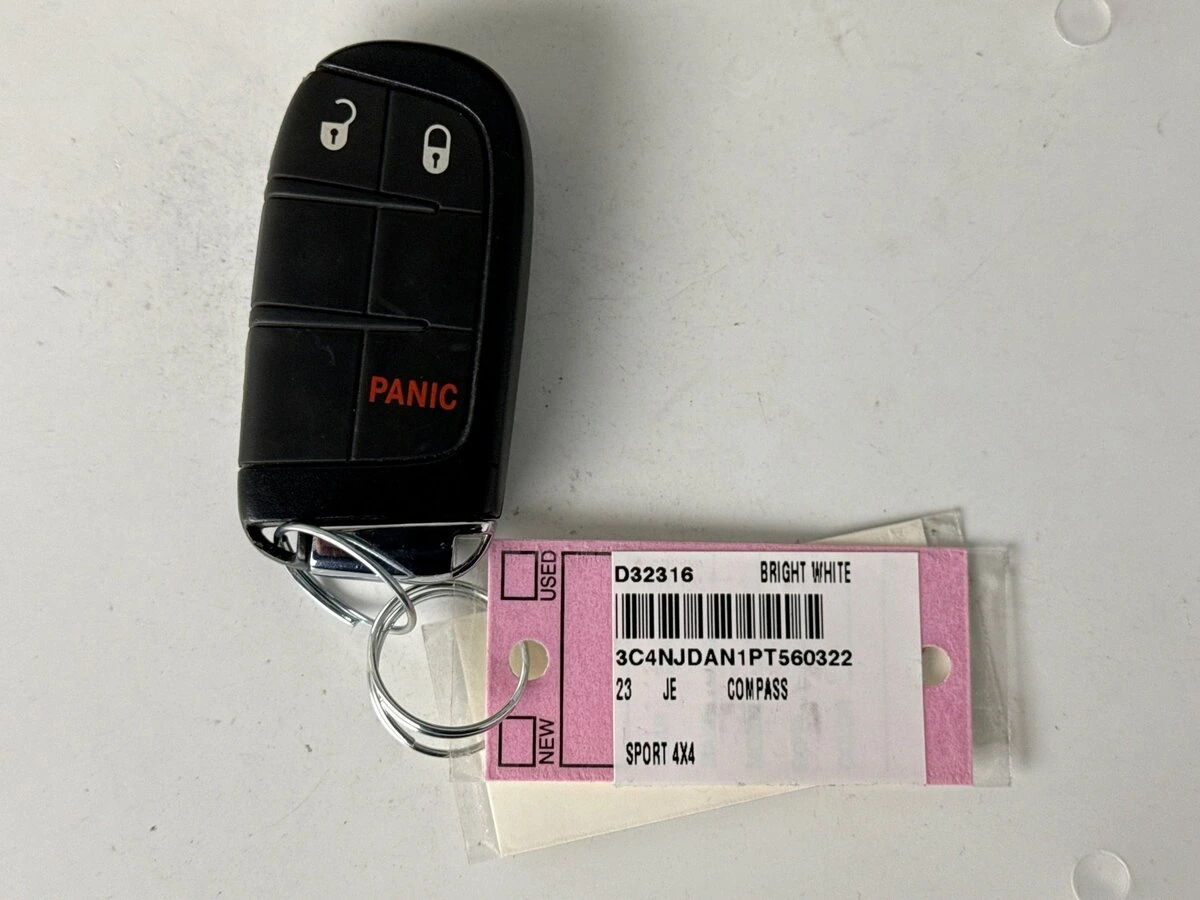 PANIC
USED
NEW
D32316 BRIGHT WHITE
3C4NJDAN1PT560322
23 JE COMPASS
SPORT 4X4